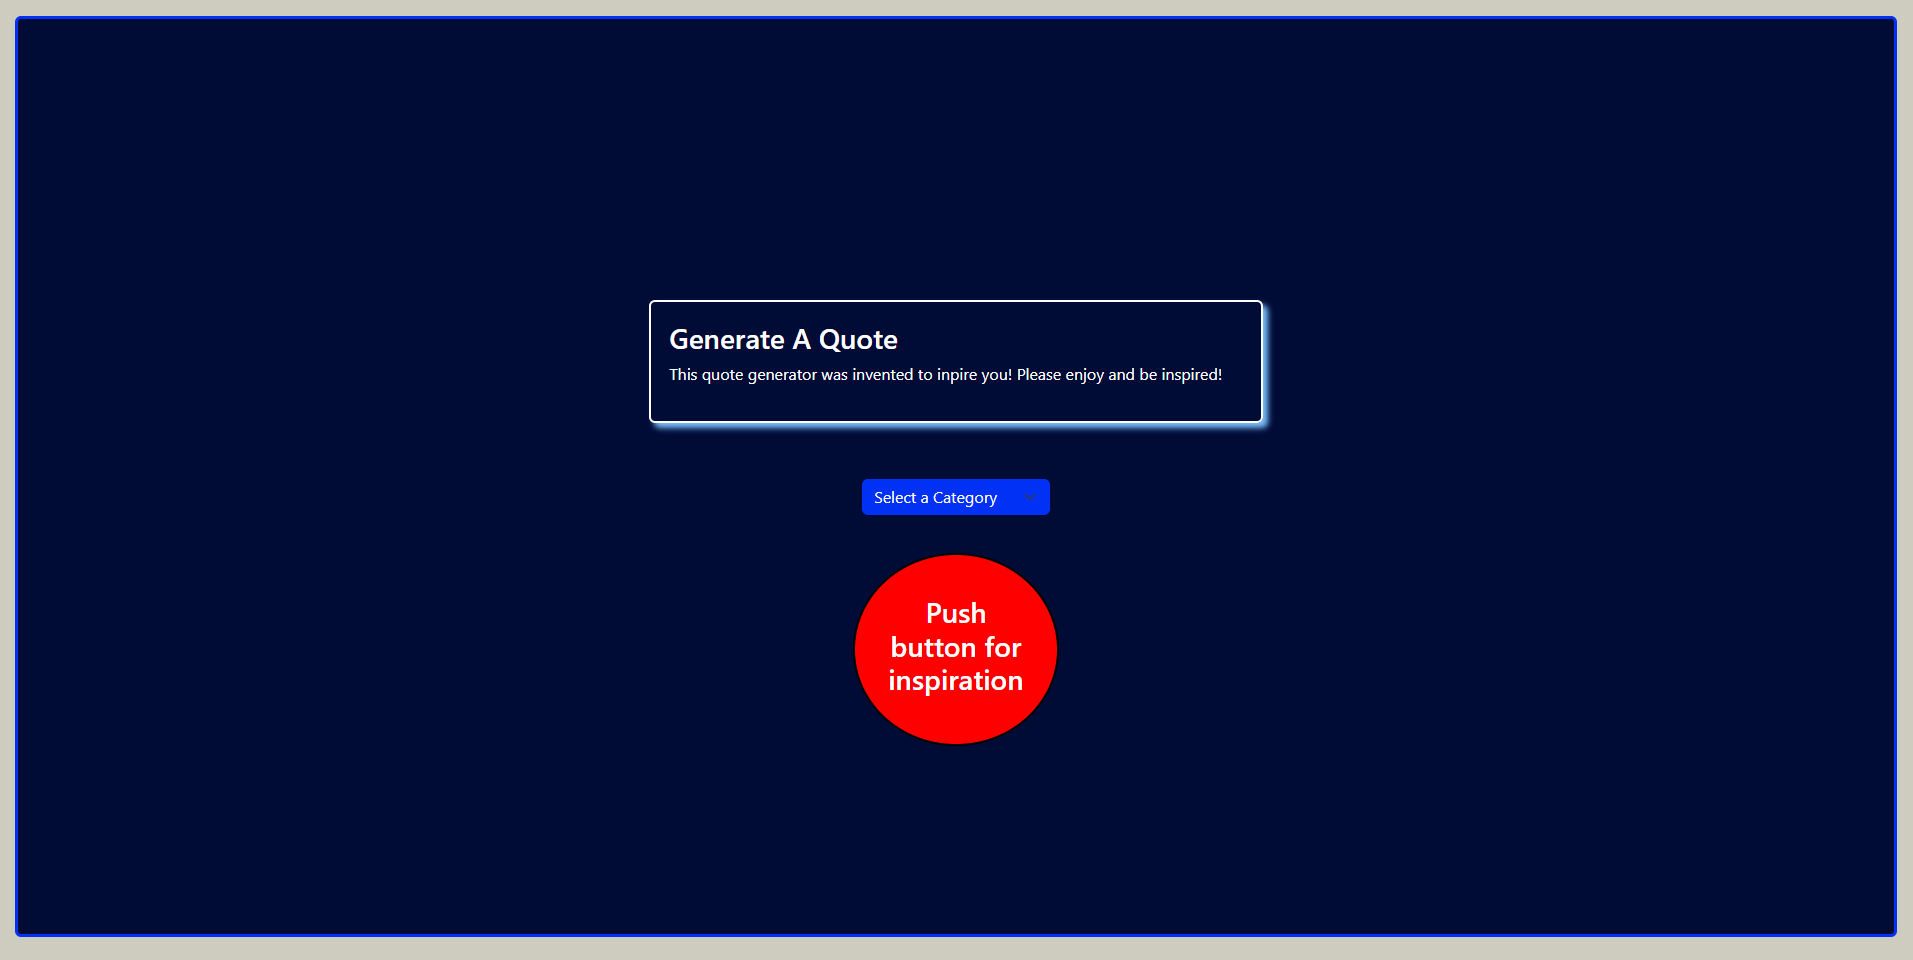 Generate A Quote
This quote generator was invented to inpire you! Please enjoy and be inspired!
Select a Category
Push
button for
inspiration